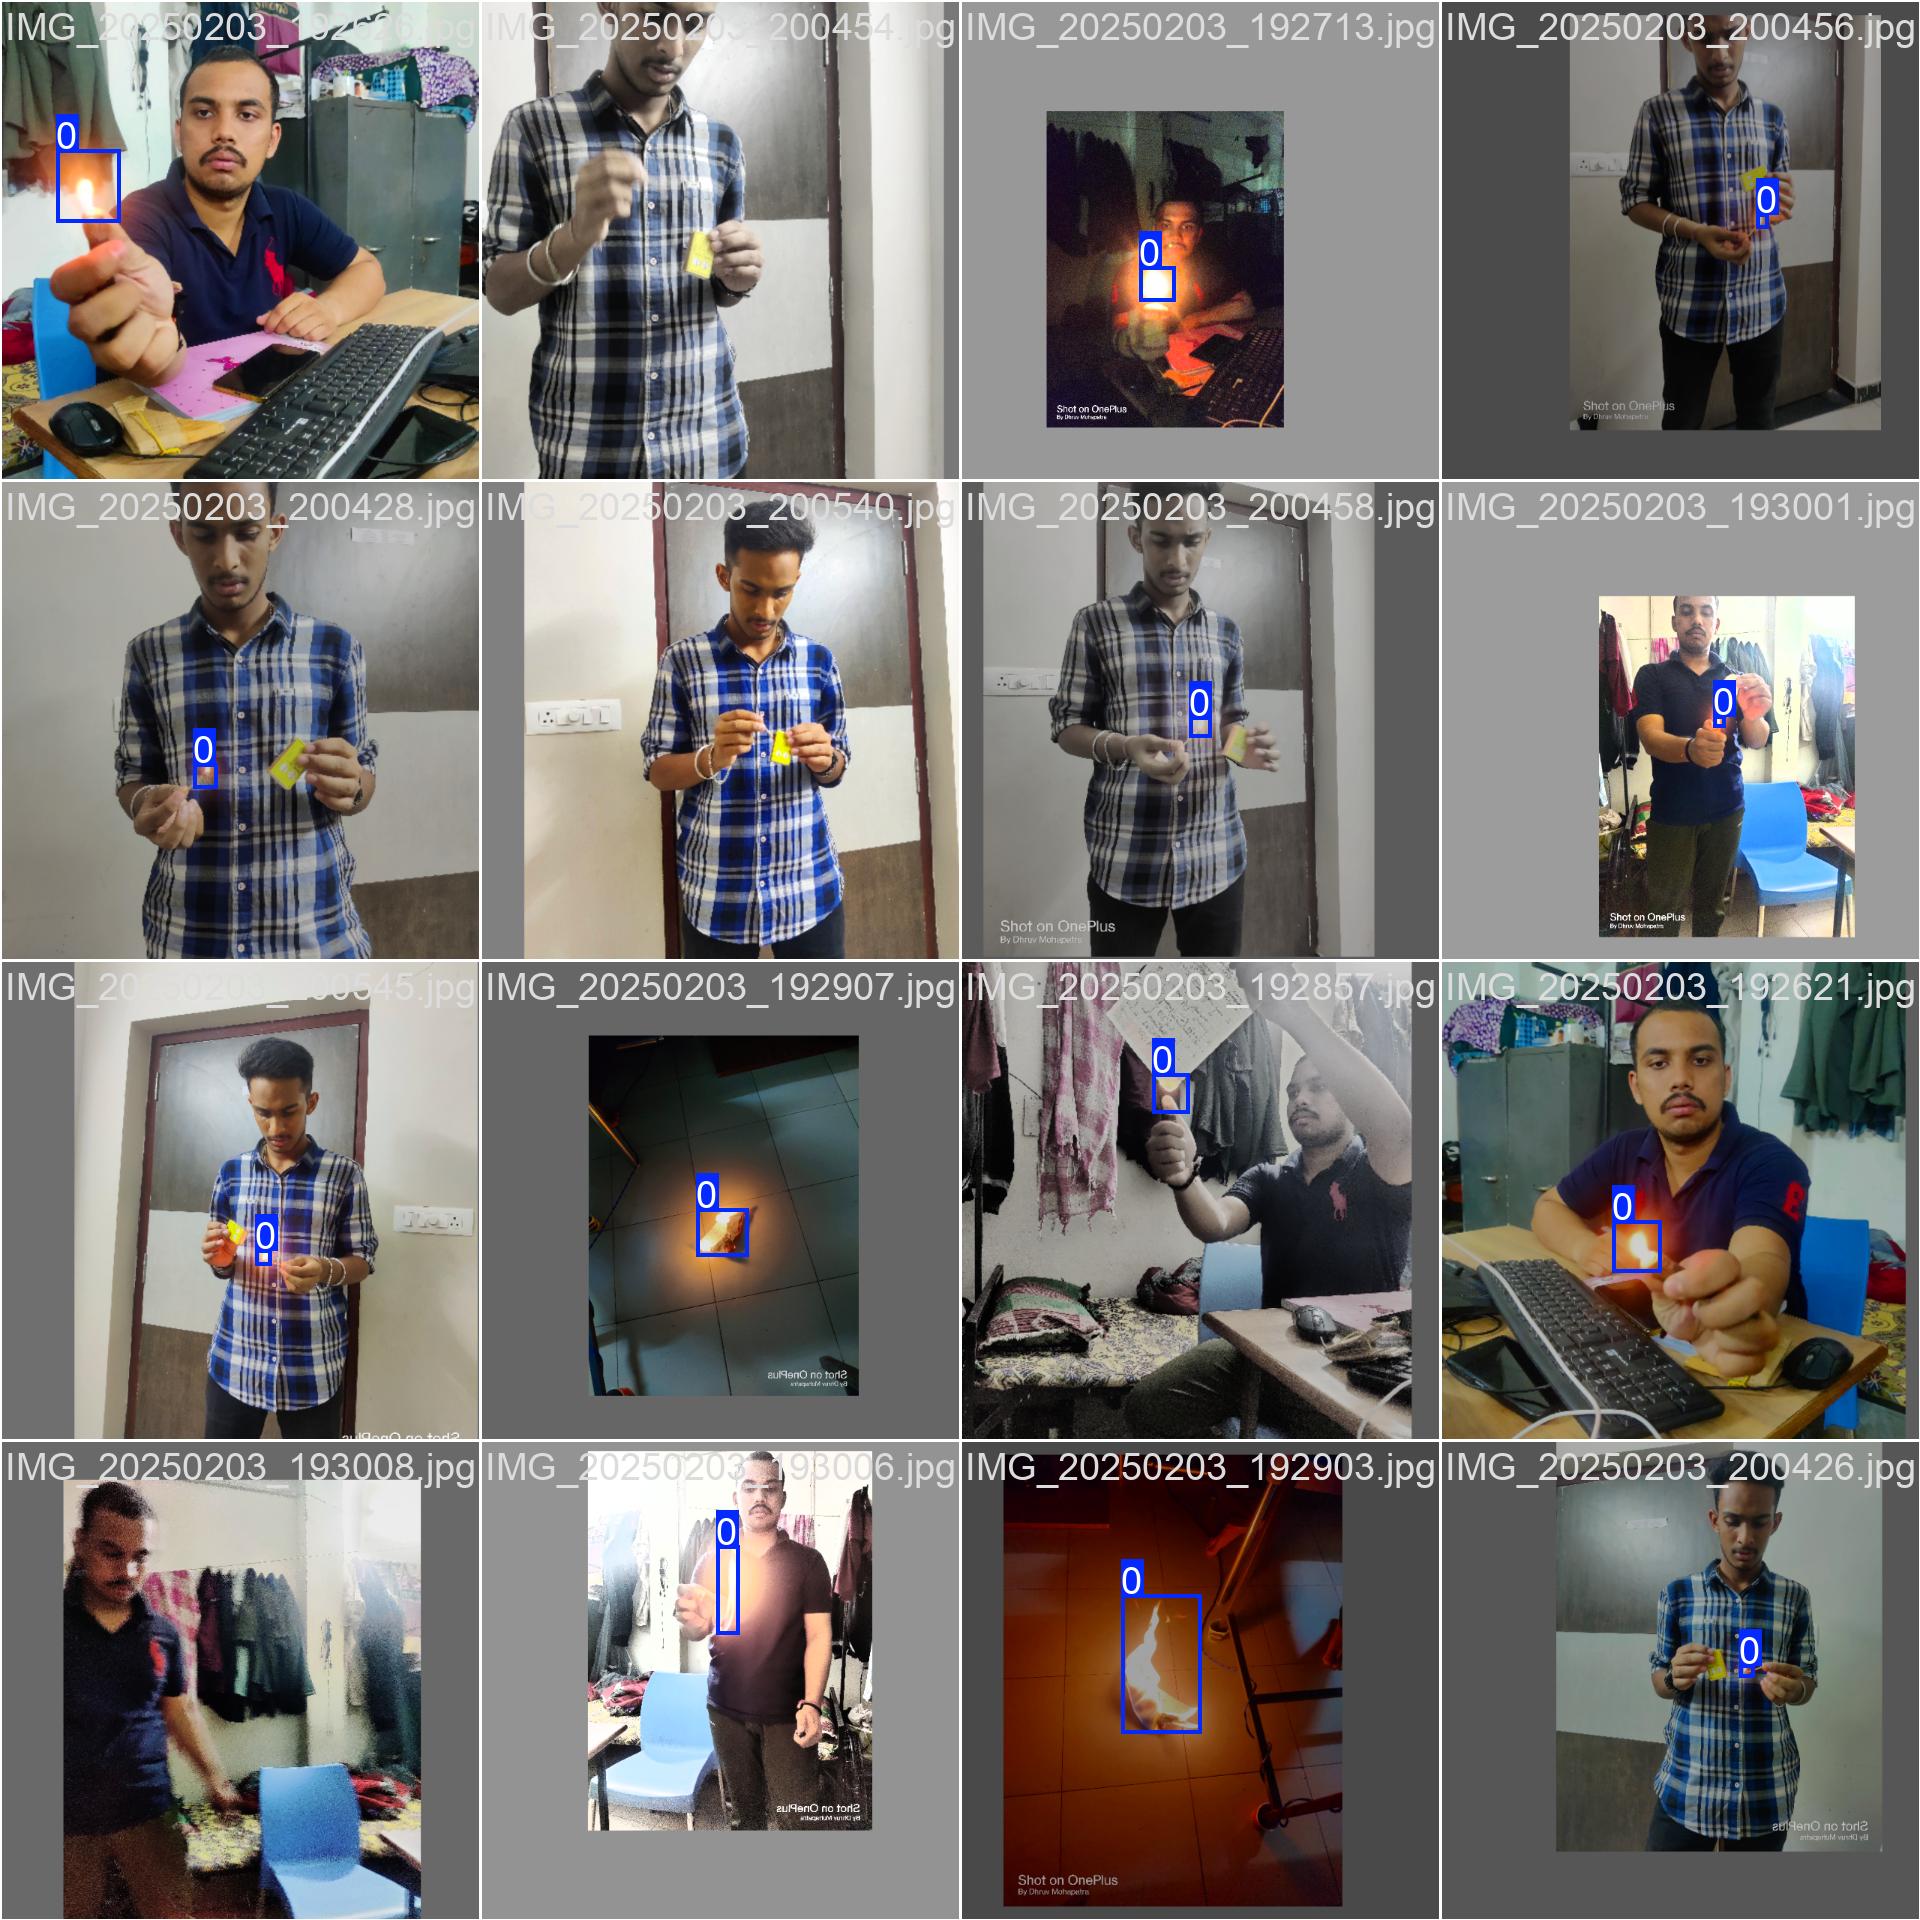 IMG_20250203_192626.jpg
IMG_20250203_200454.jpg
IMG_20250203_192713.jpg
IMG_20250203_200456.jpg
0
0
Shot on OnePlus
By Dhruv Mohapatra
0
Shot on OnePlus
By Dhruv Mohapatra
IMG_20250203_200428.jpg
IMG_20250203_200540.jpg
IMG_20250203_200458.jpg
IMG_20250203_193001.jpg
0
0
Shot on OnePlus
By Dhruv Mohapatra
0
Shot on OnePlus
By Dhruv Mohapatra
IMG_20250203_200545.jpg
IMG_20250203_192907.jpg
IMG_20250203_192857.jpg
IMG_20250203_192621.jpg
0
Shot on OnePlus
0
Shot on OnePlus
By Dhruv Mohapatra
0
0
IMG_20250203_193008.jpg
IMG_20250203_193006.jpg
IMG_20250203_192903.jpg
IMG_20250203_200426.jpg
0
Shot on OnePlus
By Dhruv Mohapatra
0
Shot on OnePlus
By Dhruv Mohapatra
0
Shot on OnePlus
By Dhruv Mohapatra